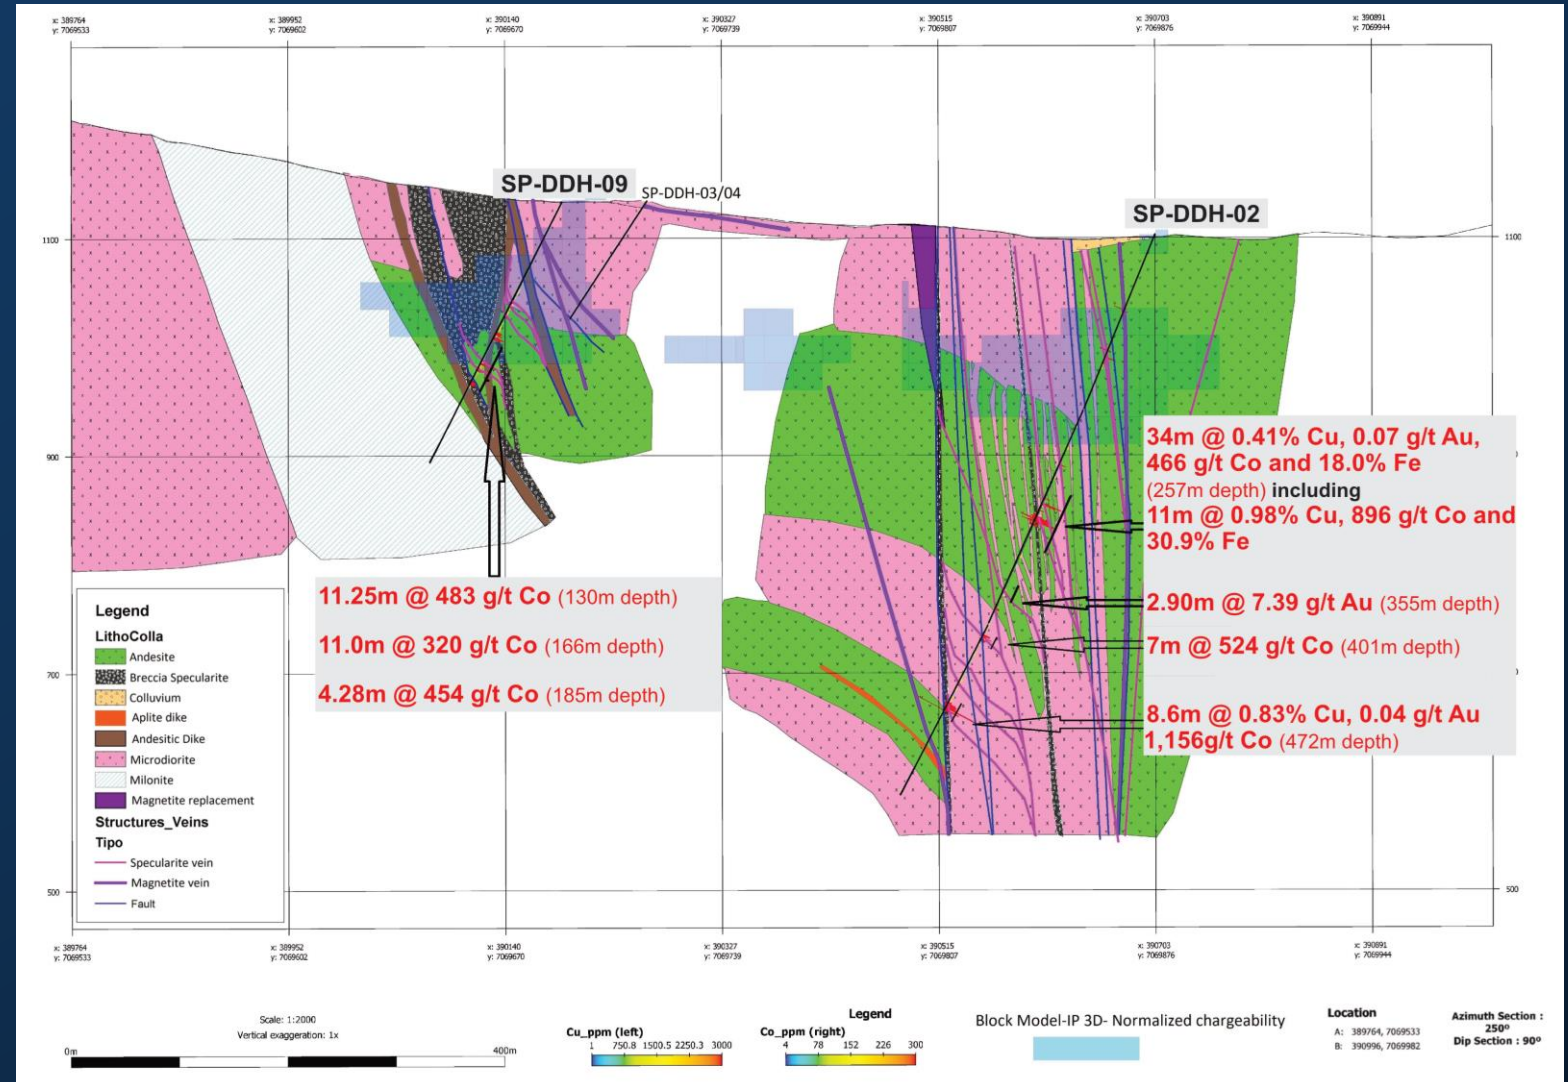 x: 389764
y: 7069533
x: 389952
y: 7069602
x: 390140
y: 7069670
x: 390327
y: 7069739
x: 390515
y: 7069807
x: 390703
y: 7069876
x: 390891
y: 7069944
SP-DDH-09
SP-DDH-03/04
SP-DDH-02
1100
1100
900
0
700
0
500
500
34m @ 0.41% Cu, 0.07 g/t Au,
466 g/t Co and 18.0% Fe
(257m depth) including
11m @ 0.98% Cu, 896 g/t Co and
30.9% Fe
2.90m @ 7.39 g/t Au (355m depth)
7m @ 524 g/t Co (401m depth)
8.6m @ 0.83% Cu, 0.04 g/t Au
1,156g/t Co (472m depth)
11.25m @ 483 g/t Co (130m depth)
11.0m @ 320 g/t Co (166m depth)
4.28m @ 454 g/t Co (185m depth)
Legend
LithoColla
Andesite
Breccia Specularite
Colluvium
Aplite dike
Andesitic Dike
Microdiorite
Milonite
Magnetite replacement
Structures_Veins
Tipo
Specularite vein
Magnetite vein
Fault
x: 389764
y: 7069533
x: 389952
y: 7069602
x: 390140
y: 7069670
x: 390327
y: 7069739
x: 390515
y: 7069807
x: 390703
y: 7069876
x: 390891
y: 7069944
Scale: 1:2000
Vertical exaggeration: 1x
0m 400m
Legend
Cu_ppm (left)
1 750.8 1500.5 2250.3 3000
Co_ppm (right)
4 78 152 226 300
Block Model-IP 3D- Normalized chargeability
Location
A: 389764, 7069533
B: 390996, 7069982
Azimuth Section :
250º
Dip Section : 90º